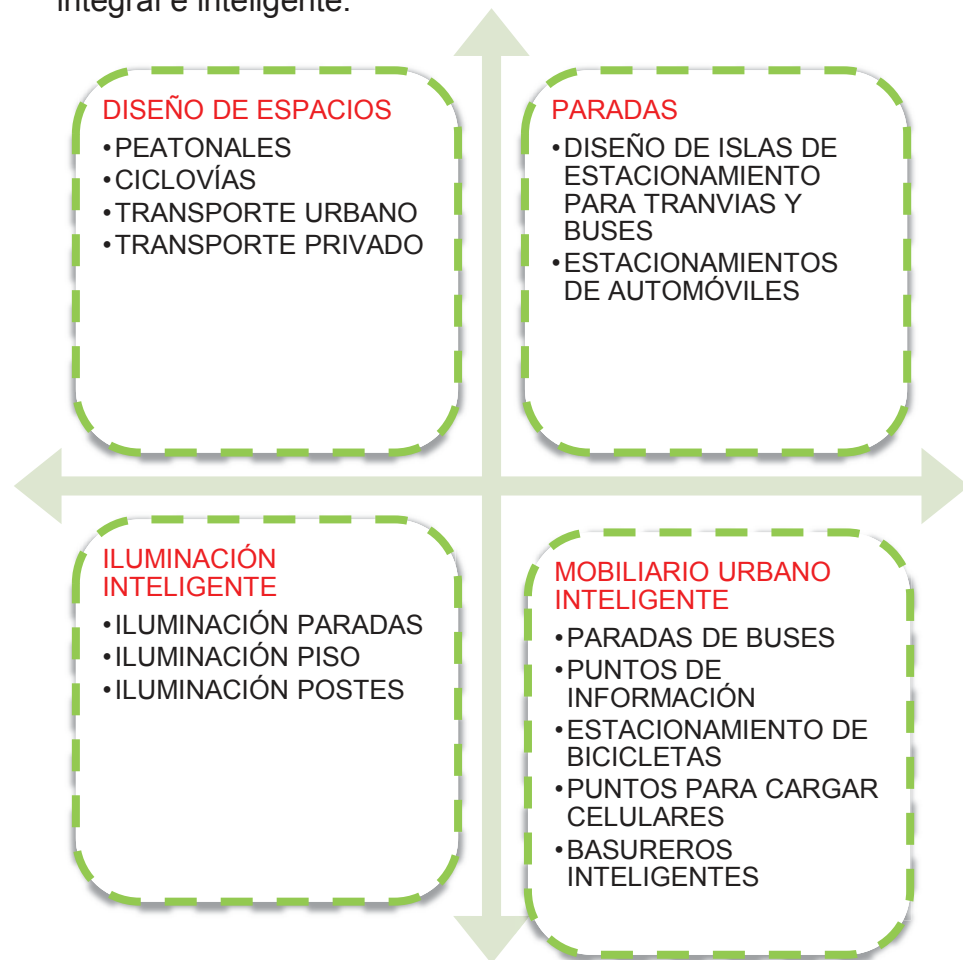 integral e inteligente.
DISEÑO DE ESPACIOS
•PEATONALES
•CICLOVÍAS
•TRANSPORTE URBANO
•TRANSPORTE PRIVADO
PARADAS
•DISEÑO DE ISLAS DE
ESTACIONAMIENTO
PARA TRANVIAS Y
BUSES
•ESTACIONAMIENTOS
DE AUTOMÓVILES
ILUMINACIÓN
INTELIGENTE
•ILUMINACIÓN PARADAS
•ILUMINACIÓN PISO
•ILUMINACIÓN POSTES
MOBILIARIO URBANO
INTELIGENTE
•PARADAS DE BUSES
•PUNTOS DE
INFORMACIÓN
•ESTACIONAMIENTO DE
BICICLETAS
•PUNTOS PARA CARGAR
CELULARES
•BASUREROS
INTELIGENTES